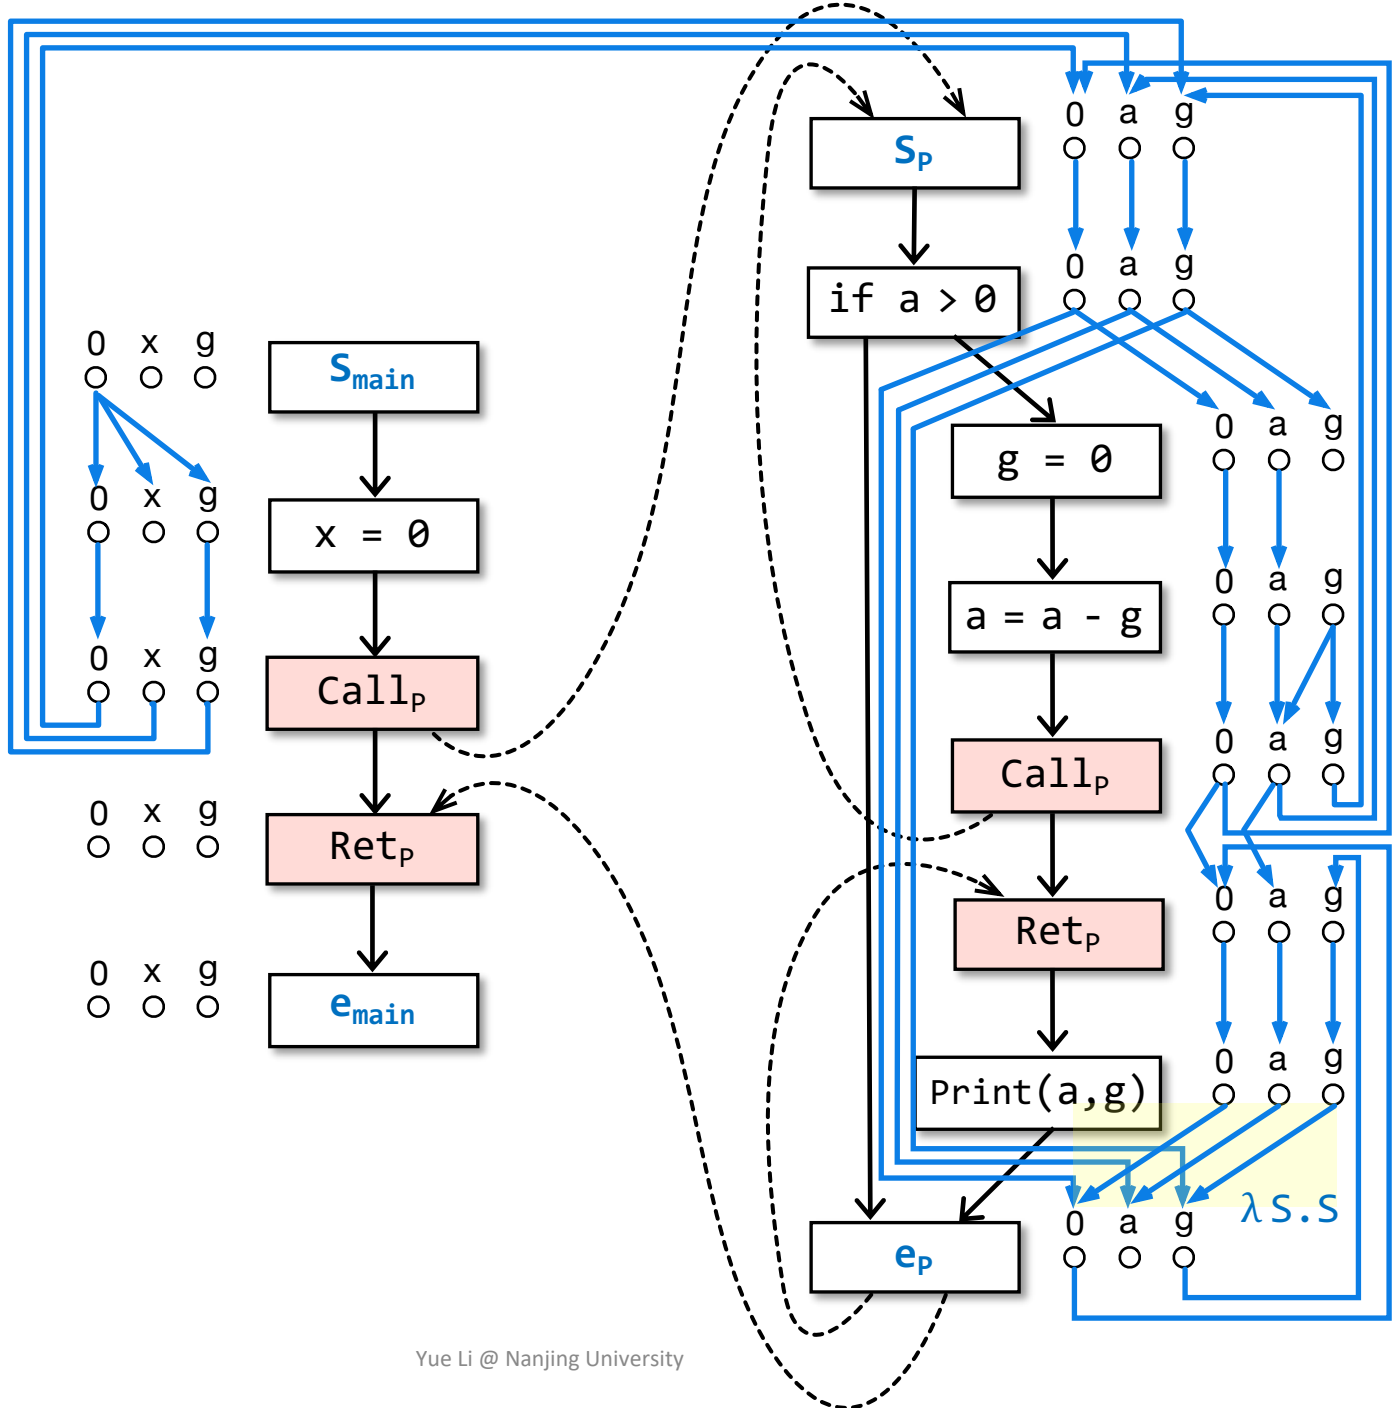 0 a g
S_P
0 a g
if a > 0
0 x g
S_main
0 a g
g = 0
0 x g
x = 0
0 a g
a = a - g
0 x g
Call_P
0 a g
Call_P
0 x g
Ret_P
0 a g
Ret_P
0 x g
e_main
0 a g
Print(a,g)
λS.S
0 a g
e_P
Yue Li @ Nanjing University